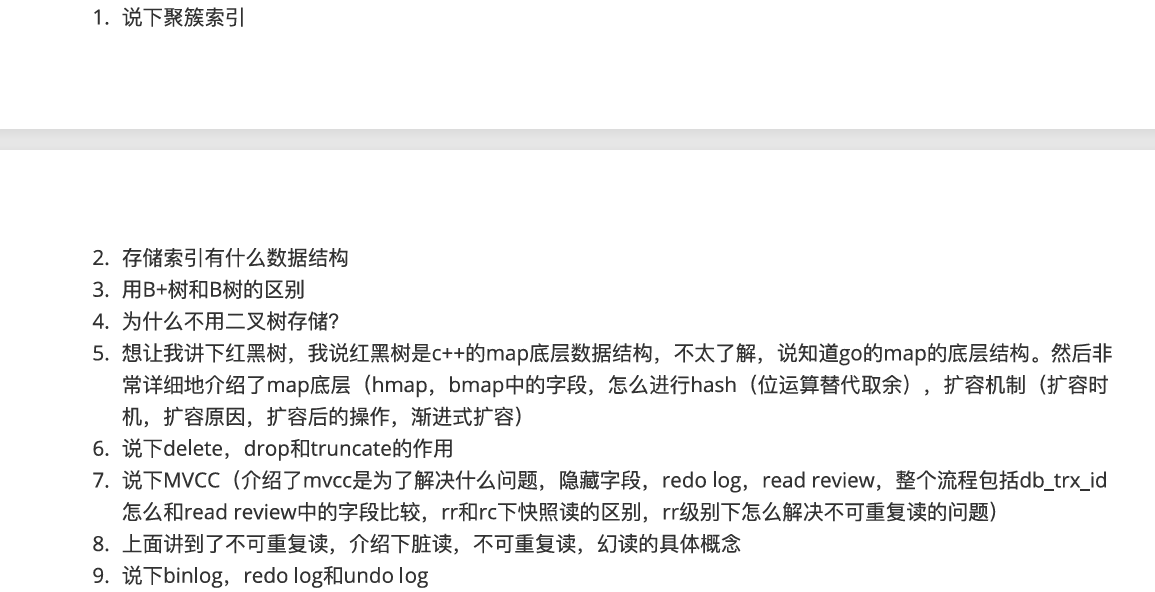 1. 说下聚簇索引
2. 存储索引有什么数据结构
3. 用B+树和B树的区别
4. 为什么不用二叉树存储?
5. 想让我讲下红黑树，我说红黑树是c++的map底层数据结构，不太了解，说知道go的map的底层结构。然后非
常详细地介绍了map底层（hmap，bmap中的字段，怎么进行hash（位运算替代取余）, 扩容机制（扩容时
机，扩容原因，扩容后的操作，渐进式扩容）
6. 说下delete，drop和truncate的作用
7. 说下MVCC（介绍了mvcc是为了解决什么问题，隐藏字段，redo log，read review，整个流程包括db_trx_id
怎么和read review中的字段比较，rr和rc下快照读的区别，rr级别下怎么解决不可重复读的问题）
8. 上面讲到了不可重复读，介绍下脏读，不可重复读，幻读的具体概念
9. 说下binlog，redo log和undo log